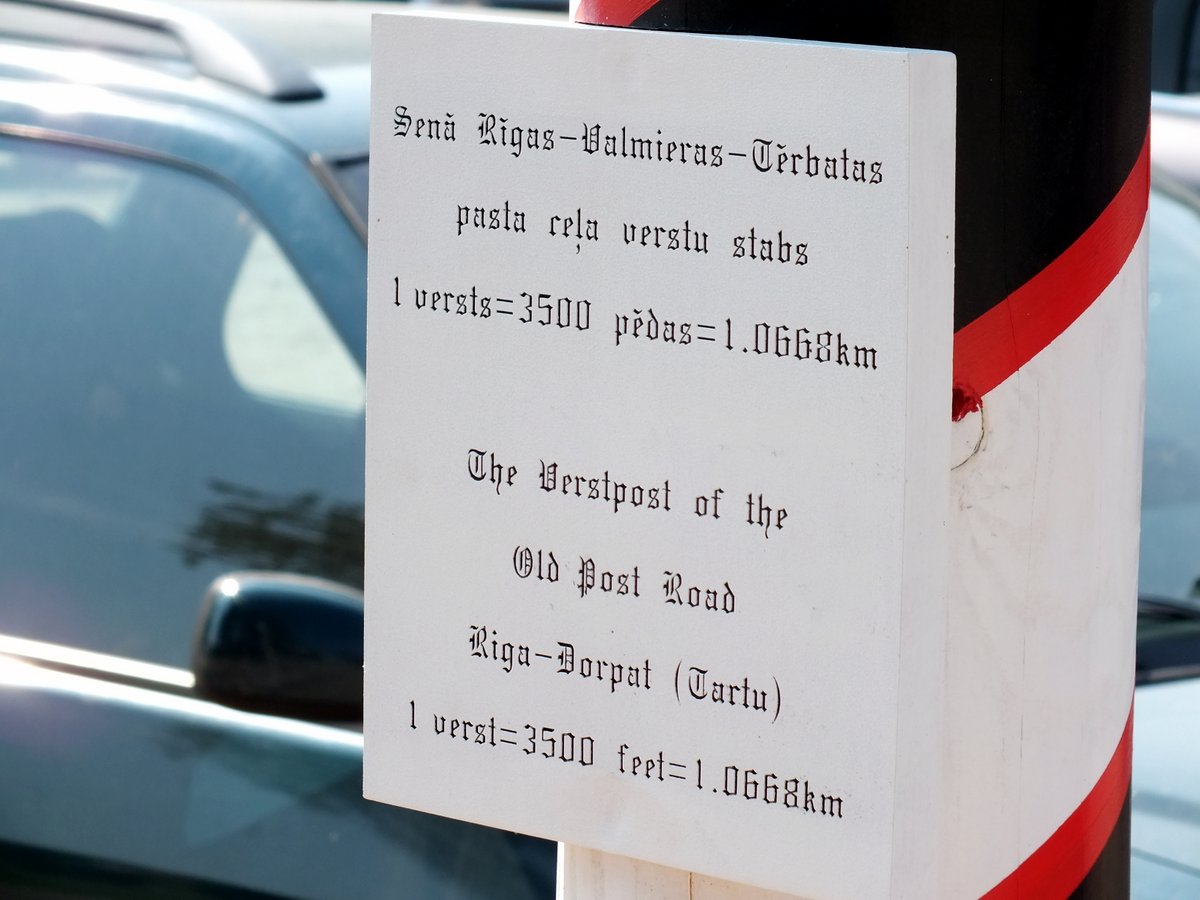 Senā Rīgas-Valmieras-Tērbatas
pasta ceļa verstu stabs
1 versts=3500 pēdas=1.0668km
The Verstpost of the
Old Post Road
Riga-Dorpat (Tartu)
1 verst=3500 feet=1.0668km